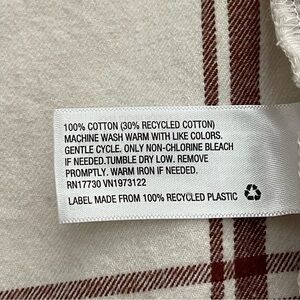 100% COTTON (30% RECYCLED COTTON)
MACHINE WASH WARM WITH LIKE COLORS.
GENTLE CYCLE. ONLY NON-CHLORINE BLEACH
IF NEEDED.TUMBLE DRY LOW. REMOVE
PROMPTLY. WARM IRON IF NEEDED.
RN17730 VN1973122
LABEL MADE FROM 100% RECYCLED PLASTIC